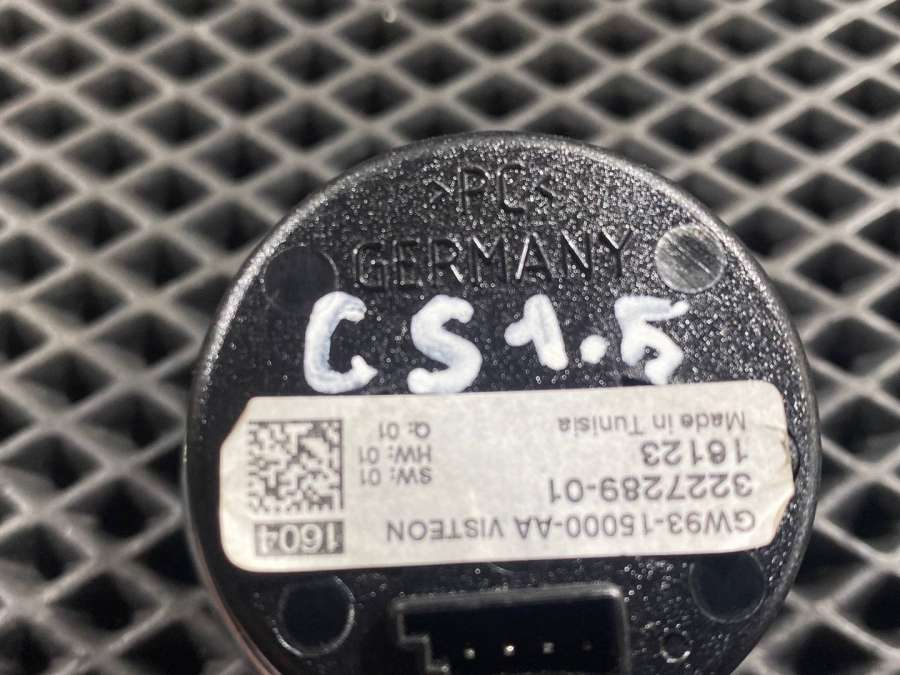 >PC<
GERMANY
CS1.5
GW93-15000-AA VISTEON
3227289-01
16123
Made in Tunisia
SW: 01
HW: 01
Q: 01
1604